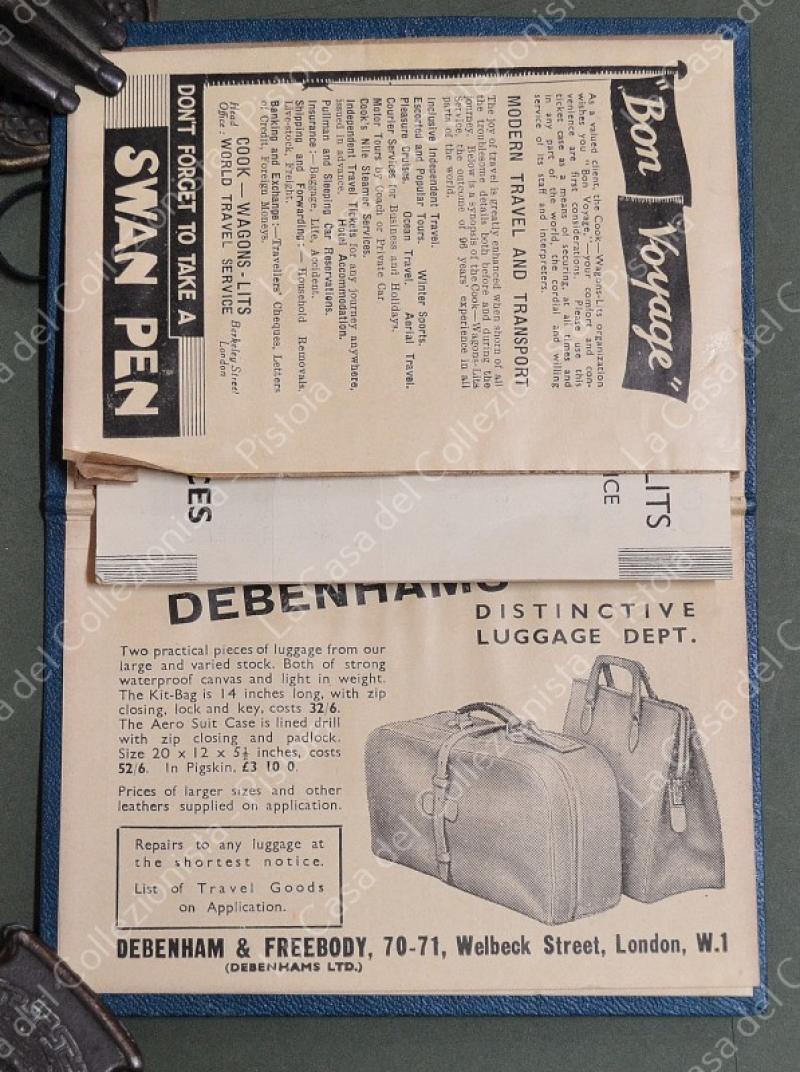 "Bon Voyage"
As a valued client, the Cook—Wagons-Lits organization
wishes you "Bon Voyage,"—your comfort and con-
venience are first considerations. Please use this
ticket case as a means of securing, at all times and
in any part of the world, the cordial and willing
service of its staff and interpreters.
MODERN TRAVEL AND TRANSPORT
The joy of travel is greatly enhanced when shorn of all
the troublesome details both before and during the
journey. Below is a synopsis of the Cook—Wagons-Lits
Service, the outcome of 96 years' experience in all
parts of the world.
Inclusive Independent Travel.
Escorted and Popular Tours. Winter Sports.
Pleasure Cruises. Ocean Travel. Aerial Travel.
Courier Services for Business and Holidays.
Motor Tours by Coach or Private Car.
Cook's Nile Steamer Services.
Independent Travel Tickets for any journey anywhere,
issued in advance. Hotel Accommodation.
Pullman and Sleeping Car Reservations.
Insurance:—Baggage, Life, Accident.
Shipping and Forwarding:—Household Removals,
Live-stock, Freight.
Banking and Exchange:—Travellers' Cheques, Letters
of Credit, Foreign Moneys.
COOK—WAGONS-LITS
Head Office: WORLD TRAVEL SERVICE Berkeley Street London
DON'T FORGET TO TAKE A
SWAN PEN
LITS
ICE
CES
DEBENHAMS
DISTINCTIVE
LUGGAGE DEPT.
Two practical pieces of luggage from our
large and varied stock. Both of strong
waterproof canvas and light in weight.
The Kit-Bag is 14 inches long, with zip
closing, lock and key, costs 32/6.
The Aero Suit Case is lined drill
with zip closing and padlock.
Size 20 x 12 x 5½ inches, costs
52/6. In Pigskin, £3 10 0.
Prices of larger sizes and other
leathers supplied on application.
Repairs to any luggage at
the shortest notice.
List of Travel Goods
on Application.
DEBENHAM & FREEBODY, 70-71, Welbeck Street, London, W.1
(DEBENHAMS LTD.)
La Casa del Collezionista - Pistoia